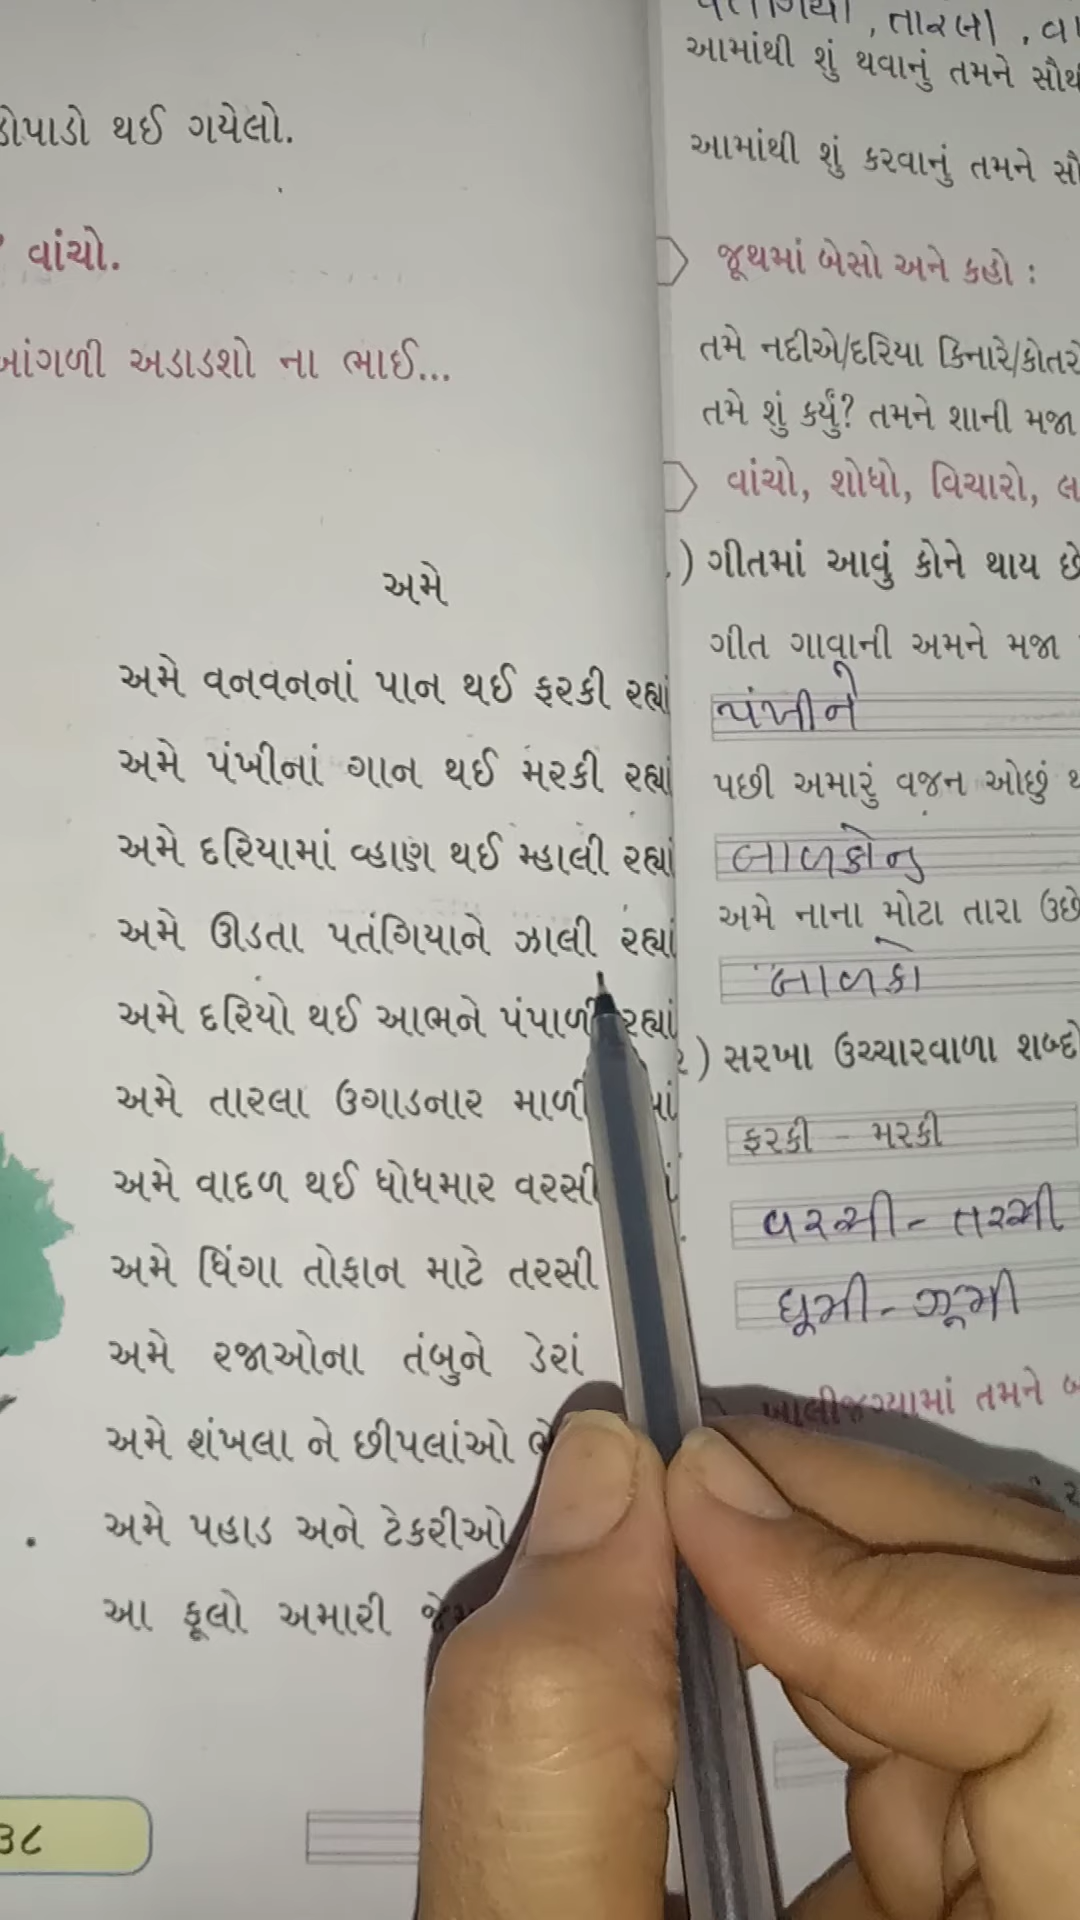 થઈ ગયેલો.
વાંચો.
આંગળી અડાડશો ના ભાઈ...
અમે
અમે વનવનનાં પાન થઈ ફરકી રહ્યાં
અમે પંખીનાં ગાન થઈ મરકી રહ્યાં
અમે દરિયામાં વ્હાણ થઈ મ્હાલી રહ્યાં
અમે ઊડતા પતંગિયાને ઝાલી રહ્યાં
અમે દરિયો થઈ આભને પંપાળી રહ્યાં
અમે તારલા ઉગાડનાર માળી
અમે વાદળ થઈ ધોધમાર વરસી
અમે ધિંગા તોફાન માટે તરસી
અમે રજાઓના તંબુને ડેરાં
અમે શંખલા ને છીપલાંઓ
અમે પહાડ અને ટેકરીઓ
આ ફૂલો અમારી
૩૮
, તારલા, વા
આમાંથી શું થવાનું તમને
આમાંથી શું કરવાનું તમને
જૂથમાં બેસો અને કહો :
તમે નદીએ/દરિયા કિનારે/
તમે શું કર્યું? તમને શાની મજા
વાંચો, શોધો, વિચારો,
) ગીતમાં આવું કોને થાય છે
ગીત ગાવાની અમને મજા
પંખીને
પછી અમારું વજન ઓછું
બાળકોનુ
અમે નાના મોટા તારા
બાળકો
૨) સરખા ઉચ્ચારવાળા શબ્દો
ફરકી - મરકી
વરસી - તરસી
ઘૂમી - ઝૂમી
ખાલીજગ્યામાં તમને